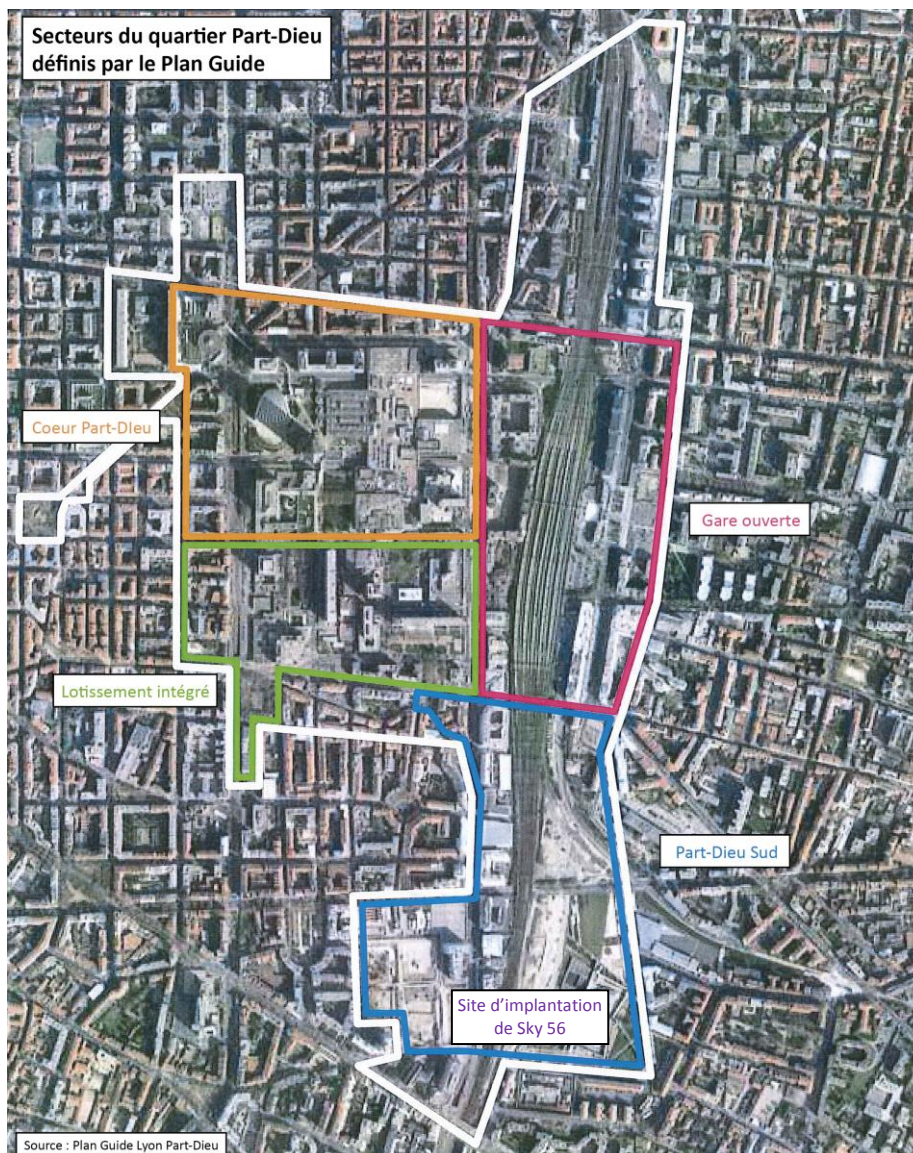 Secteurs du quartier Part-Dieu
définis par le Plan Guide
Coeur Part-DIeu
Gare ouverte
Lotissement intégré
Part-Dieu Sud
Site d'implantation
de Sky 56
Source : Plan Guide Lyon Part-Dieu